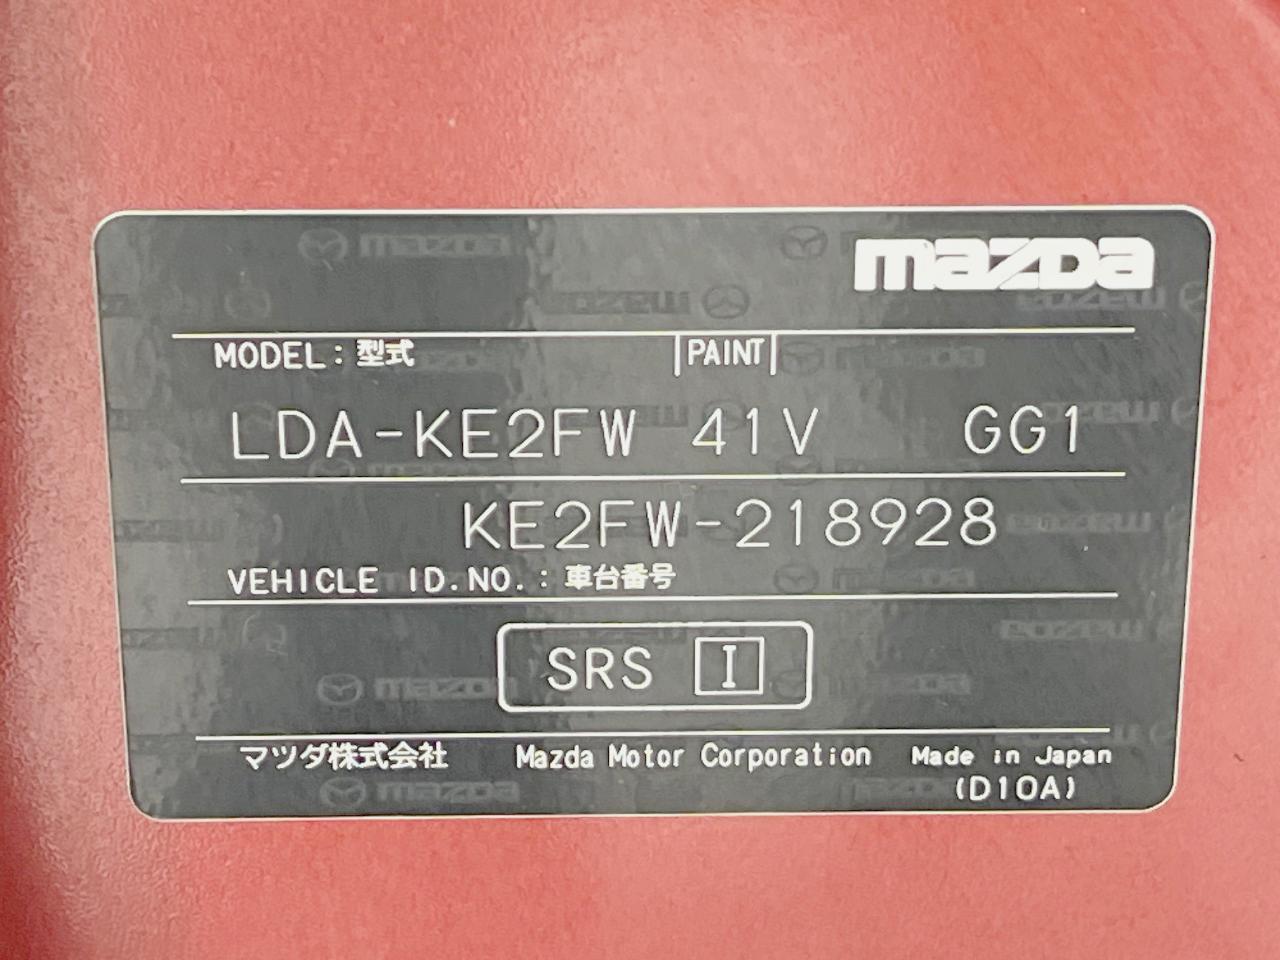 mazda
MODEL: 型式 PAINT
LDA-KE2FW 41V GG1
KE2FW-218928
VEHICLE ID.NO.: 車台番号
SRS I
マツダ株式会社 Mazda Motor Corporation Made in Japan
(D10A)